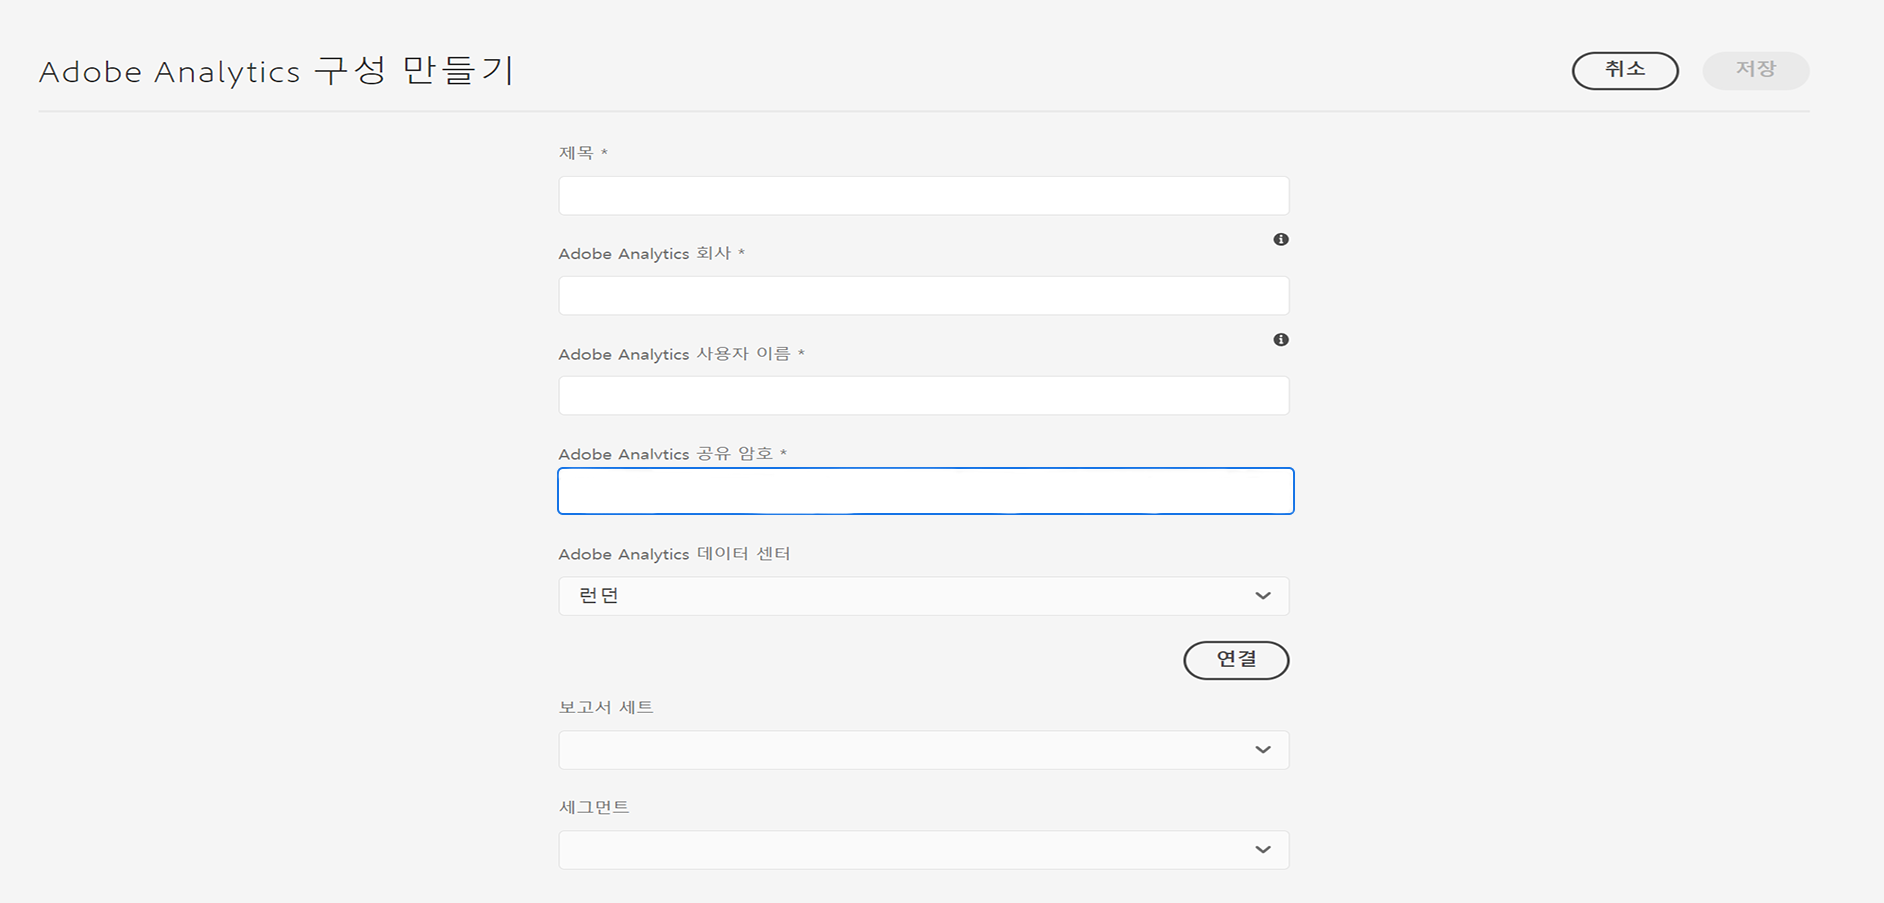 Adobe Analytics 구성 만들기
취소
저장
제목 *
Adobe Analytics 회사 *
Adobe Analytics 사용자 이름 *
Adobe Analytics 공유 암호 *
Adobe Analytics 데이터 센터
런던
연결
보고서 세트
세그먼트